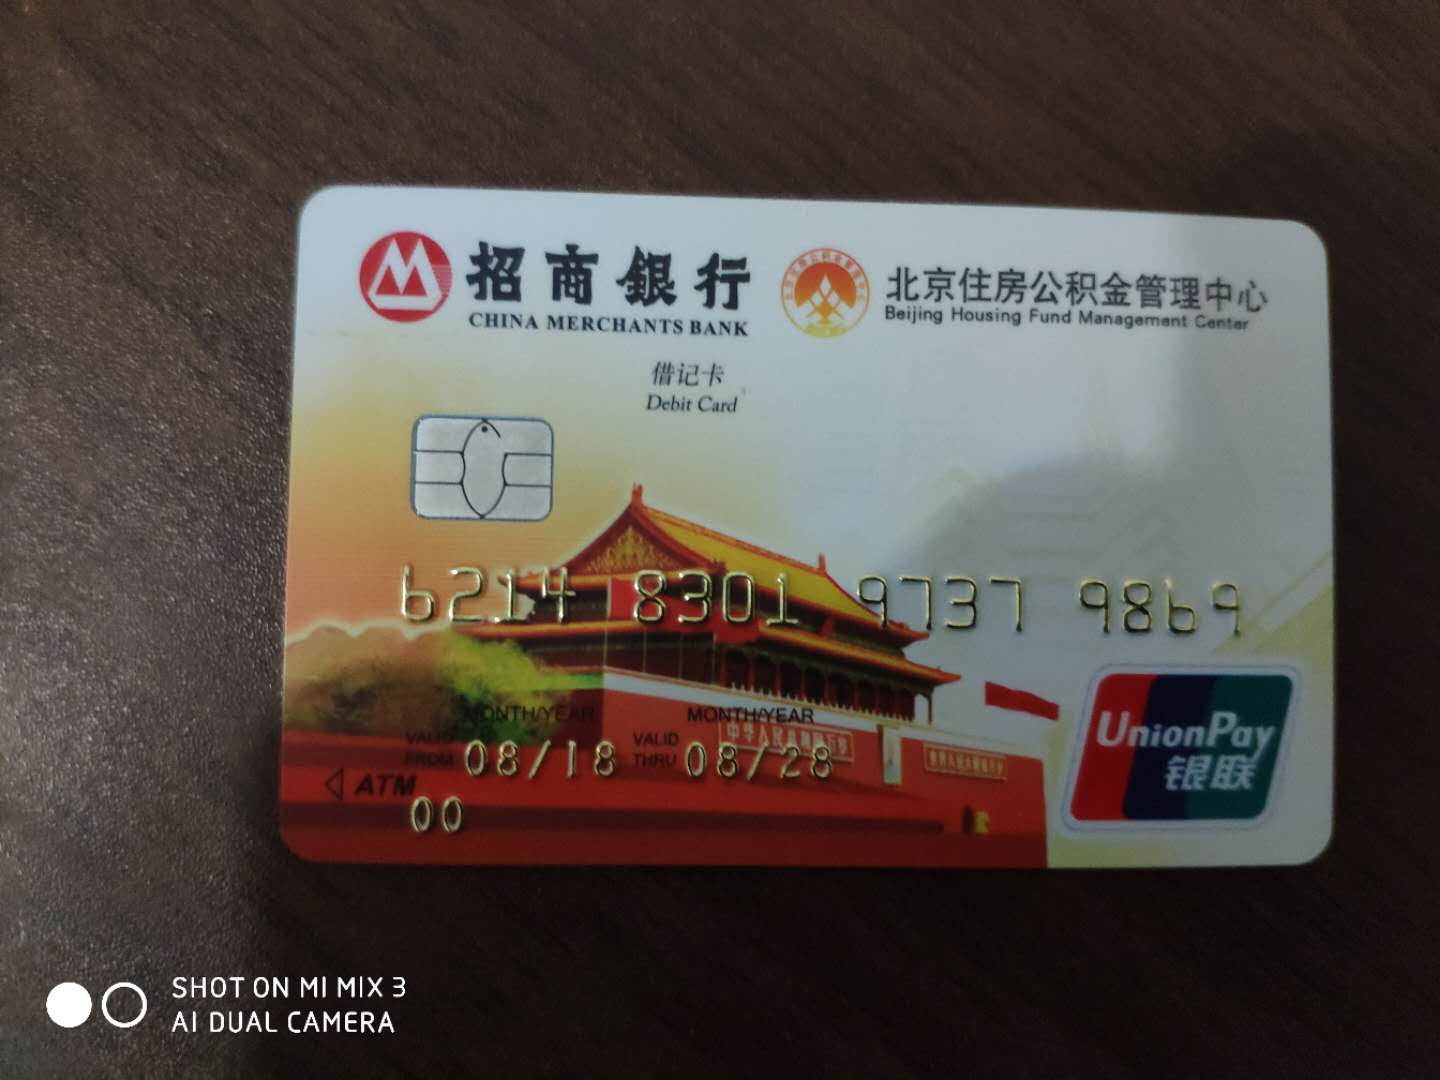 招商銀行
CHINA MERCHANTS BANK
北京住房公积金管理中心
Beijing Housing Fund Management Center
借记卡
Debit Card
6214 8301 9737 9869
MONTH/YEAR MONTH/YEAR
VALID FROM 08/18 VALID THRU 08/28
ATM
00
UnionPay
银联
SHOT ON MI MIX 3
AI DUAL CAMERA